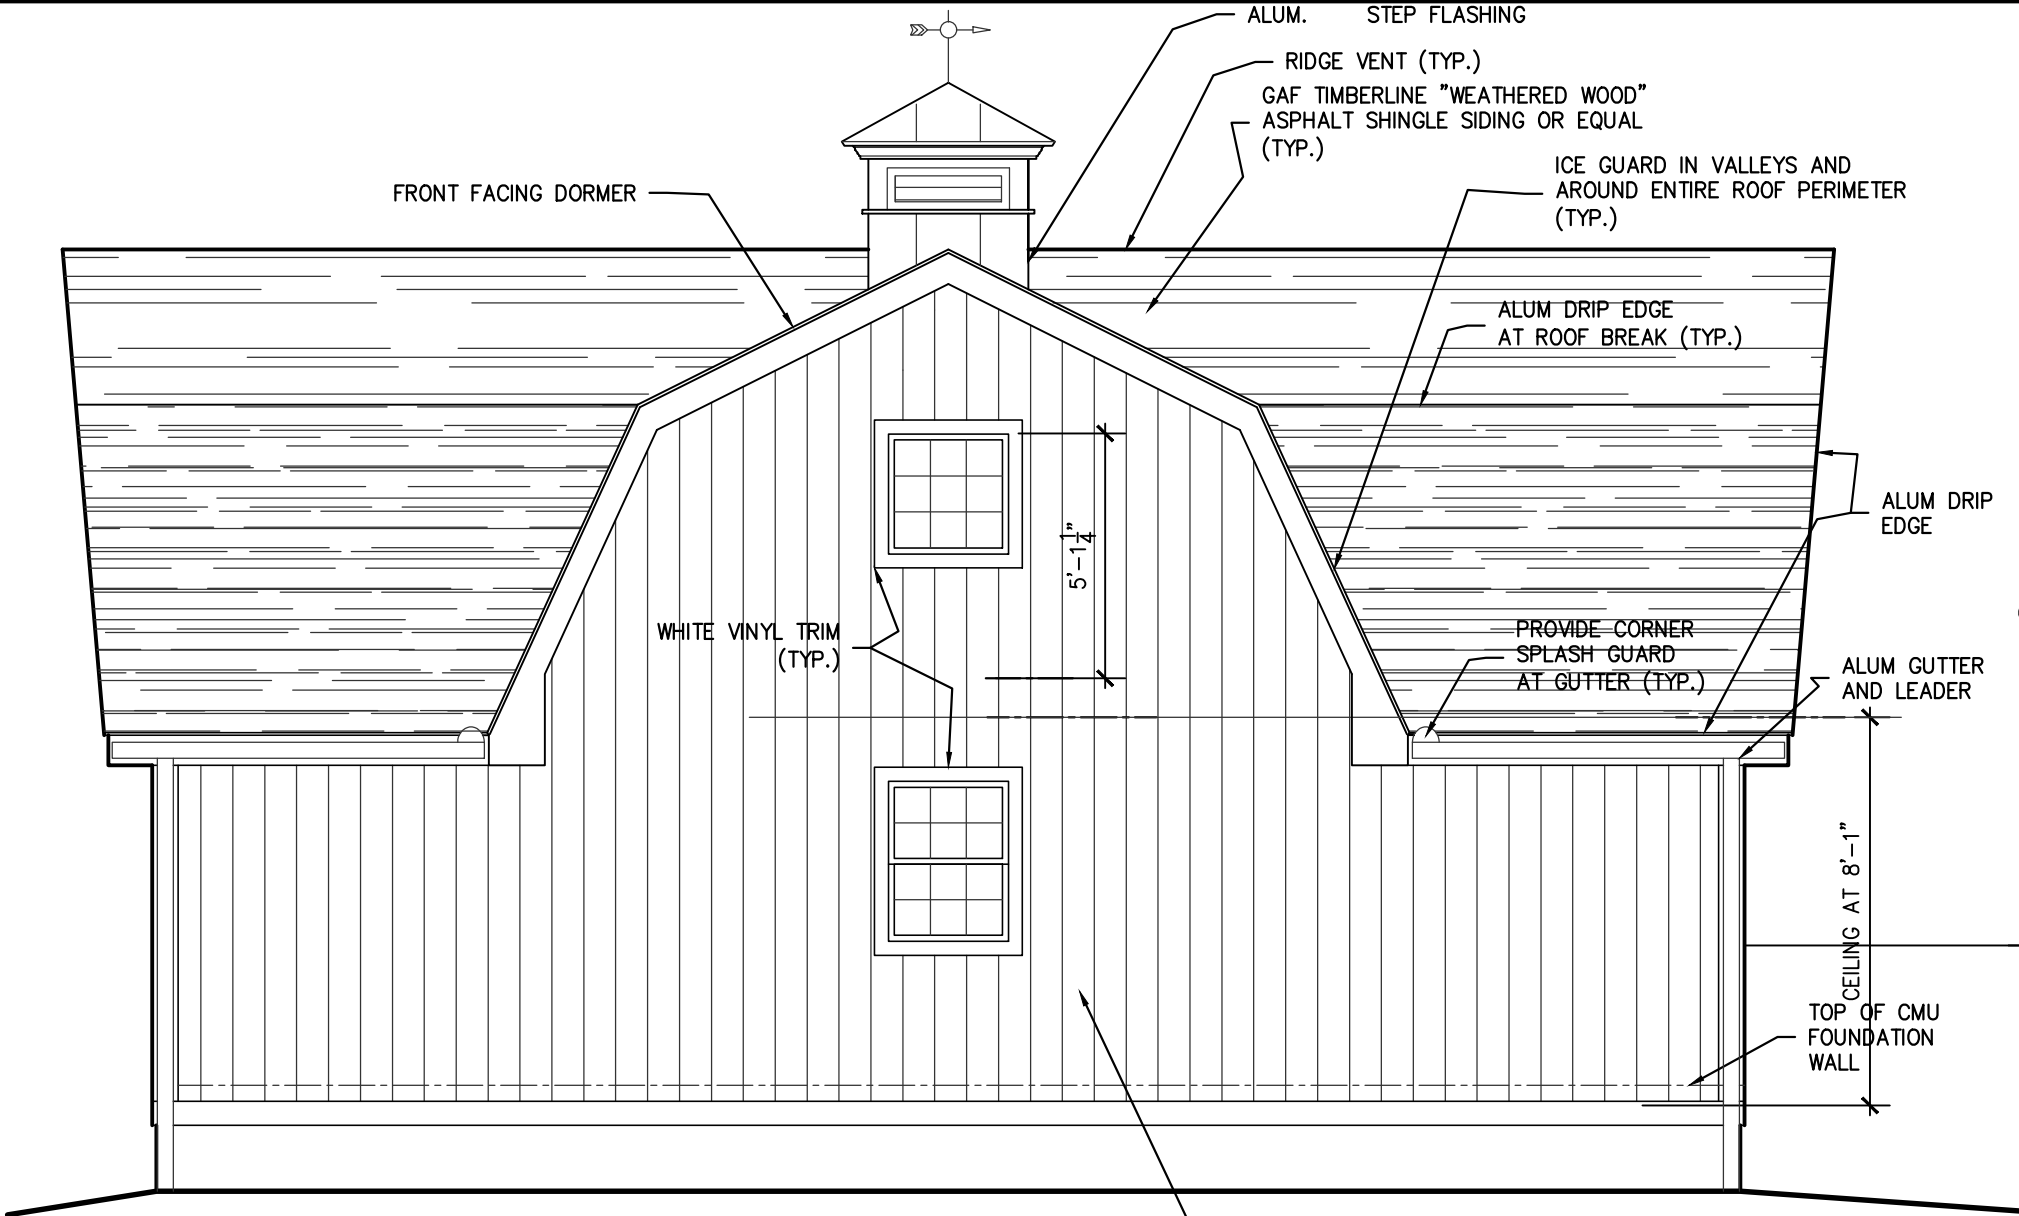 ALUM. STEP FLASHING
RIDGE VENT (TYP.)
GAF TIMBERLINE "WEATHERED WOOD"
ASPHALT SHINGLE SIDING OR EQUAL
(TYP.)
ICE GUARD IN VALLEYS AND
AROUND ENTIRE ROOF PERIMETER
(TYP.)
FRONT FACING DORMER
ALUM DRIP EDGE
AT ROOF BREAK (TYP.)
ALUM DRIP
EDGE
5'-1 1/4"
WHITE VINYL TRIM
(TYP.)
PROVIDE CORNER
SPLASH GUARD
AT GUTTER (TYP.)
ALUM GUTTER
AND LEADER
CEILING AT 8'-1"
TOP OF CMU
FOUNDATION
WALL